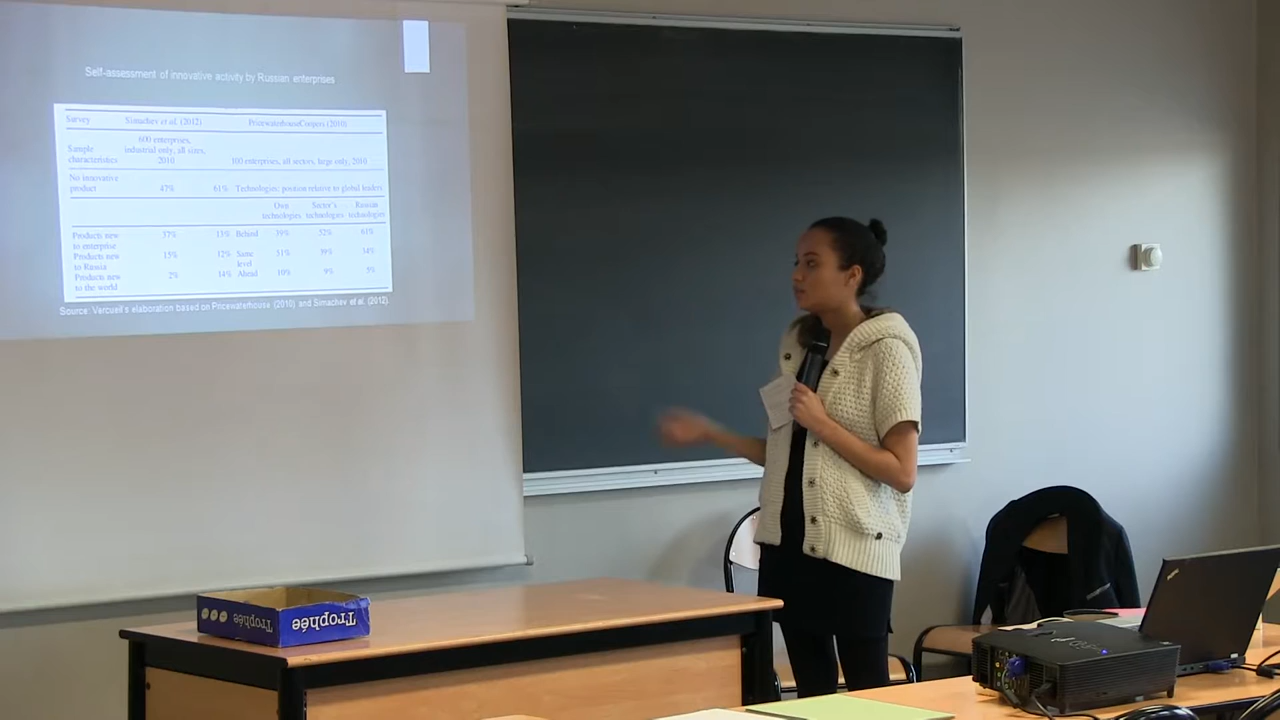 Self-assessment of innovative activity by Russian enterprises
Survey Simachev et al. (2012) PricewaterhouseCoopers (2010)
600 enterprises,
Sample industrial only, all sizes,
characteristics 2010 100 enterprises, all sectors, large only, 2010
No innovative
product 47% 61% Technologies: position relative to global leaders
Own Sector's Russian
technologies technologies technologies
Products new 37% 13% Behind 39% 52% 81%
to enterprise
Products new 15% 12% Same 51% 39% 14%
to Russia level
Products new 2% 14% Ahead 10% 9% 5%
to the world
Source: Vercueil's elaboration based on Pricewaterhouse (2010) and Simachev et al. (2012).
Trophée
Trophée